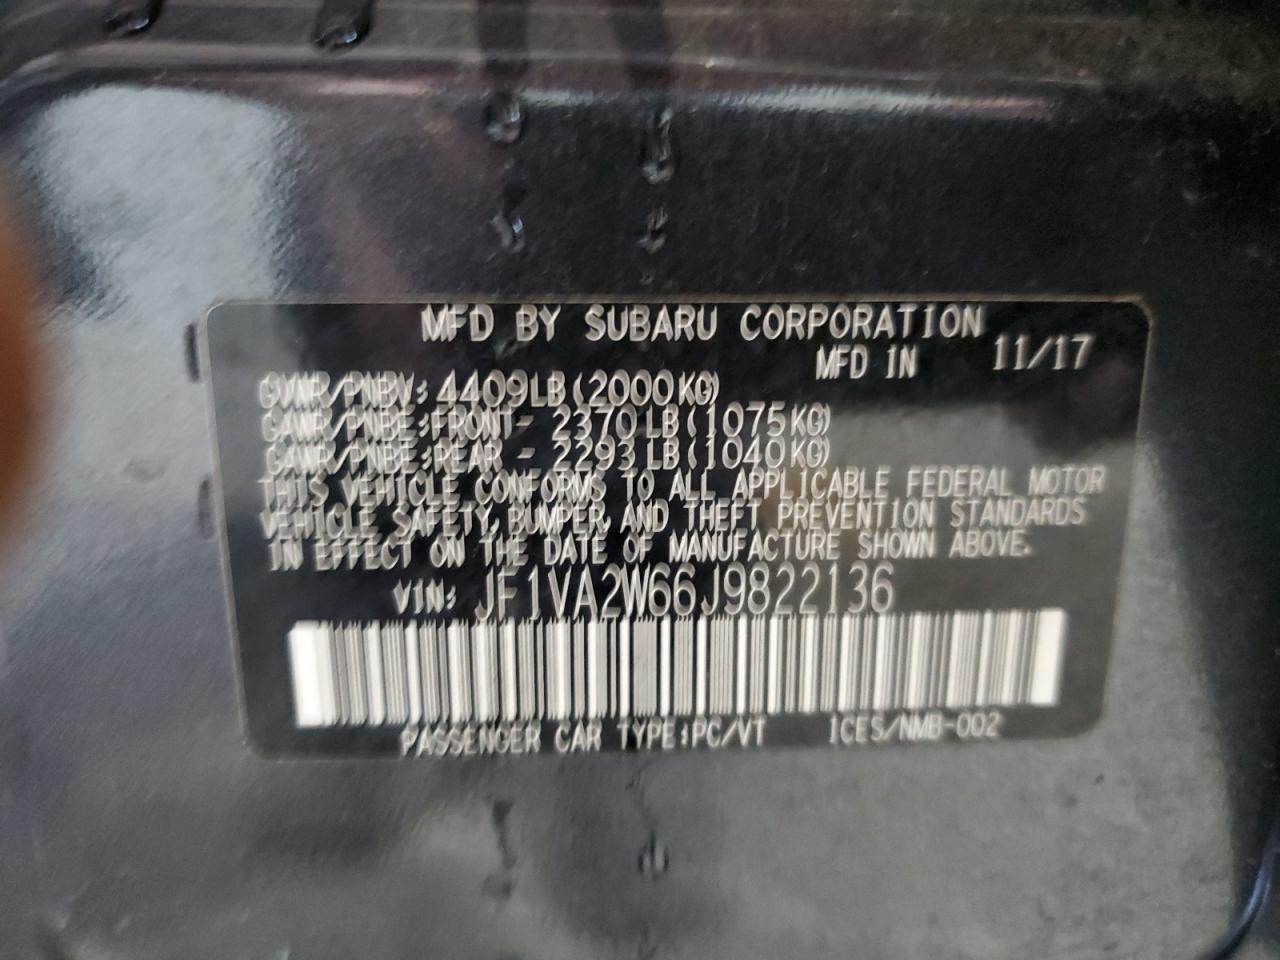 MFD BY SUBARU CORPORATION
MFD IN 11/17
GVWR/PNBV: 4409LB(2000KG)
GAWR/PNBE:FRONT- 2370LB(1075KG)
GAWR/PNBE:REAR - 2293LB(1040KG)
THIS VEHICLE CONFORMS TO ALL APPLICABLE FEDERAL MOTOR
VEHICLE SAFETY, BUMPER, AND THEFT PREVENTION STANDARDS
IN EFFECT ON THE DATE OF MANUFACTURE SHOWN ABOVE.
VIN: JF1VA2W66J9822136
PASSENGER CAR TYPE:PC/VT 1CES/NMB-002